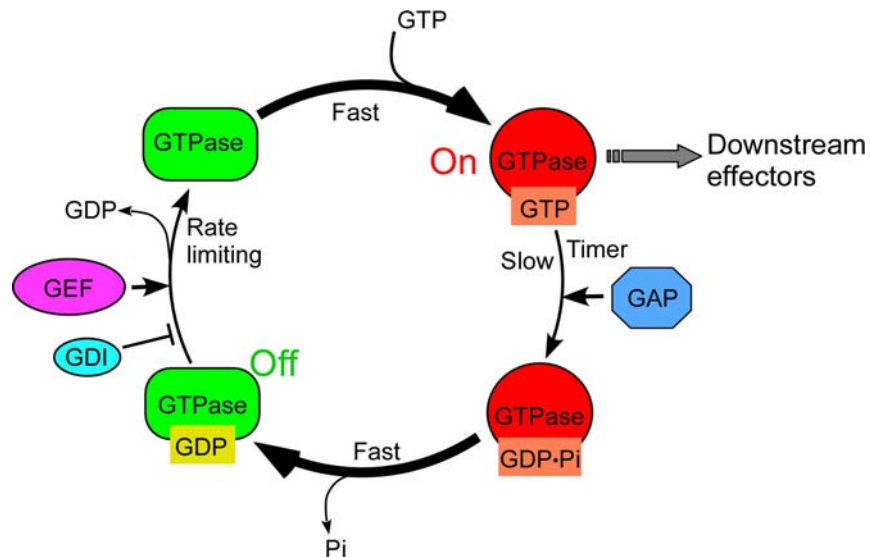 GTP
Fast
GTPase
On
GTPase
GTP
Downstream
effectors
GDP
Rate
limiting
Slow
Timer
GEF
GAP
GDI
Off
GTPase
GDP
Fast
GTPase
GDP•Pi
Pi